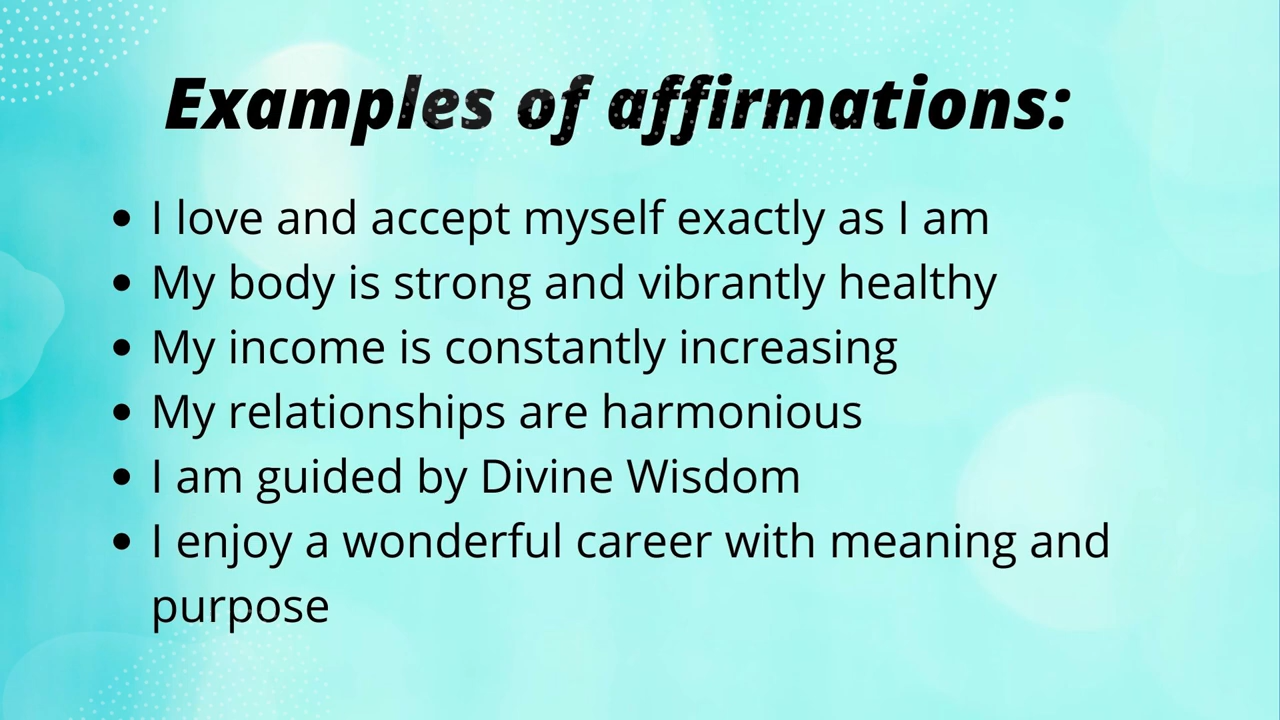 Examples of affirmations:
• I love and accept myself exactly as I am
• My body is strong and vibrantly healthy
• My income is constantly increasing
• My relationships are harmonious
• I am guided by Divine Wisdom
• I enjoy a wonderful career with meaning and
purpose